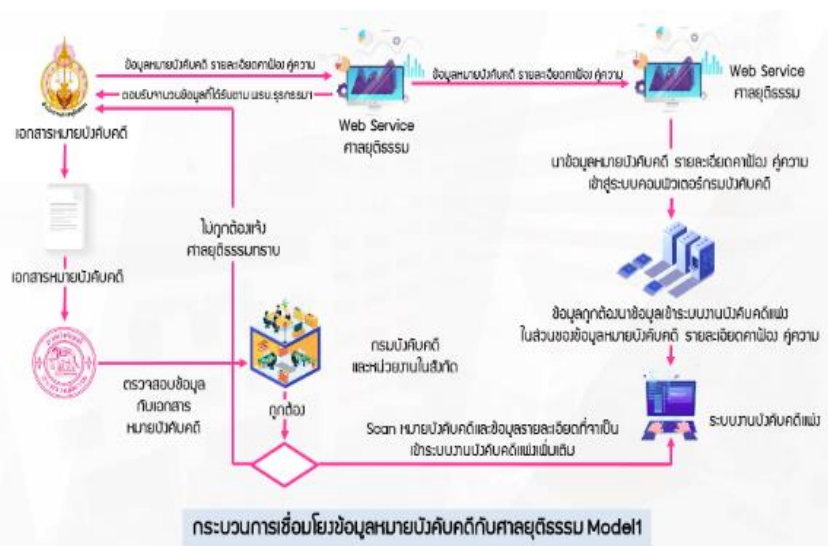 ข้อมูลหมายบังคับคดี รายละเอียดคำฟ้อง คู่ความ
ตอบรับจำนวนข้อมูลที่ได้รับตาม พรบ.ธุรกรรมฯ
เอกสารหมายบังคับคดี
Web Service
ศาลยุติธรรม
ข้อมูลหมายบังคับคดี รายละเอียดคำฟ้อง คู่ความ
Web Service
ศาลยุติธรรม
นำข้อมูลหมายบังคับคดี รายละเอียดคำฟ้อง คู่ความ
เข้าสู่ระบบคอมพิวเตอร์กรมบังคับคดี
ไม่ถูกต้องแจ้ง
ศาลยุติธรรมทราบ
เอกสารหมายบังคับคดี
ข้อมูลถูกต้องนำข้อมูลเข้าระบบงานบังคับคดีแพ่ง
ในส่วนของข้อมูลหมายบังคับคดี รายละเอียดคำฟ้อง คู่ความ
กรมบังคับคดี
และหน่วยงานในสังกัด
ตรวจสอบข้อมูล
กับเอกสาร
หมายบังคับคดี
ถูกต้อง
Scan หมายบังคับคดีและข้อมูลรายละเอียดที่จำเป็น
เข้าระบบงานบังคับคดีแพ่งเพิ่มเติม
ระบบงานบังคับคดีแพ่ง
กระบวนการเชื่อมโยงข้อมูลหมายบังคับคดีกับศาลยุติธรรม Model1